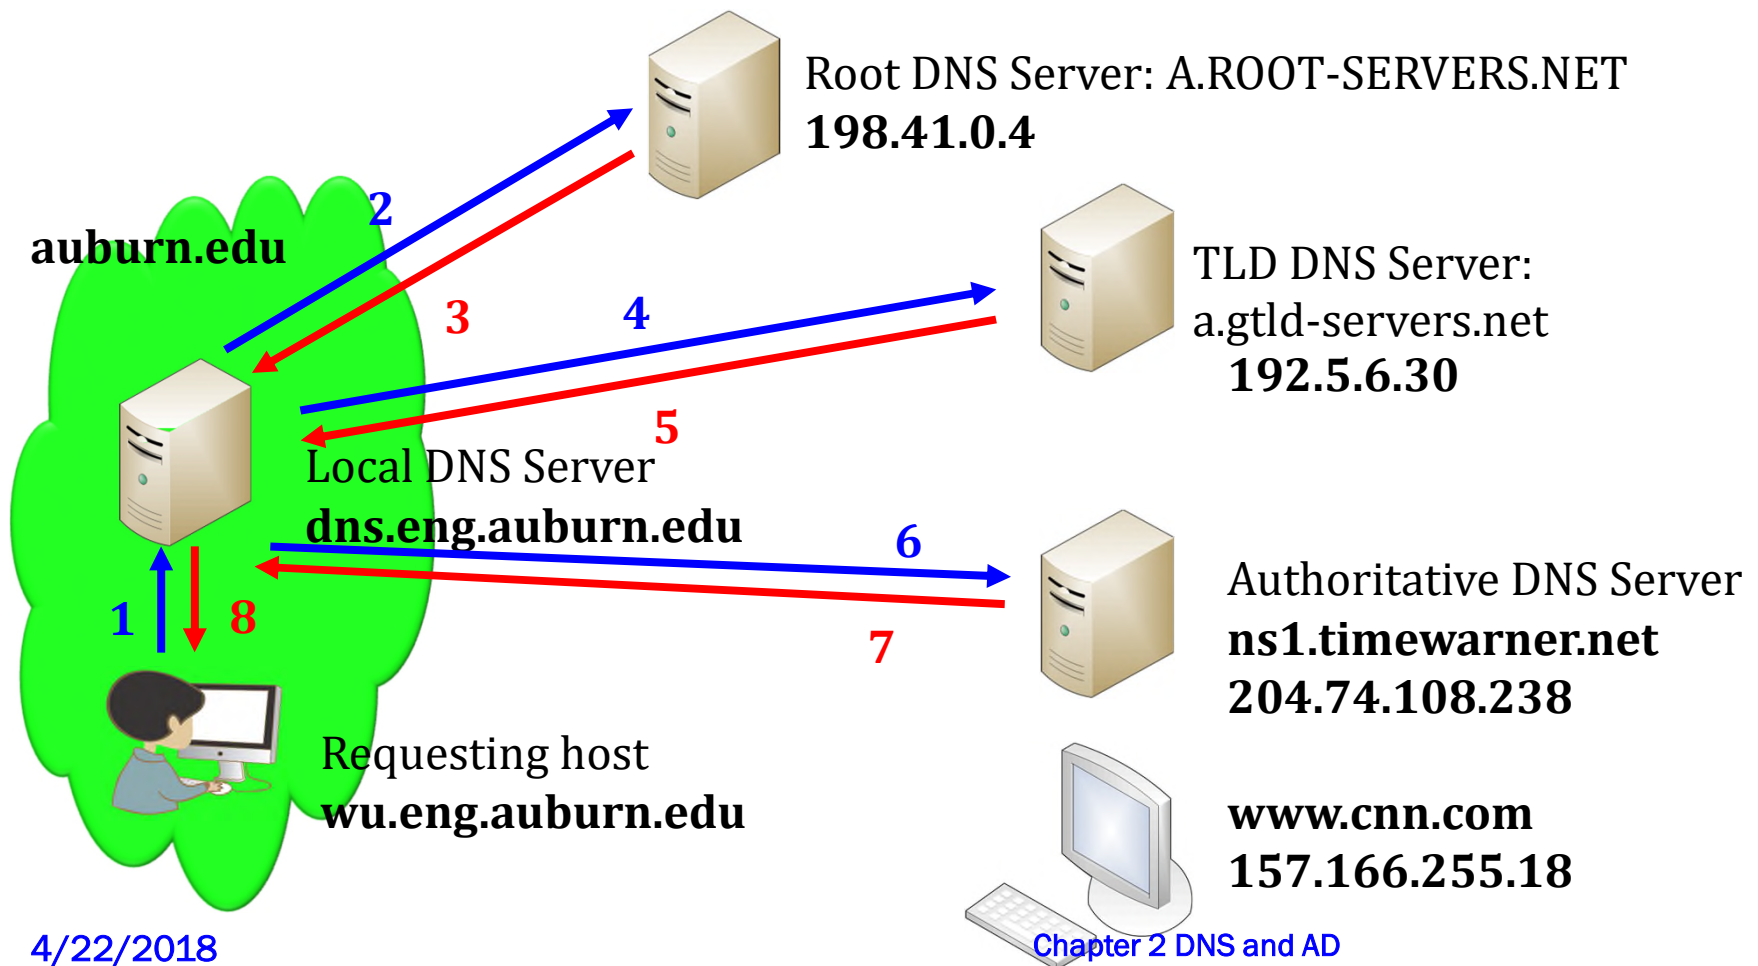 Root DNS Server: A.ROOT-SERVERS.NET
198.41.0.4
2
auburn.edu
TLD DNS Server:
a.gtld-servers.net
192.5.6.30
3
4
5
Local DNS Server
dns.eng.auburn.edu
6
Authoritative DNS Server
ns1.timewarner.net
204.74.108.238
1
8
7
Requesting host
wu.eng.auburn.edu
www.cnn.com
157.166.255.18
4/22/2018
Chapter 2 DNS and AD